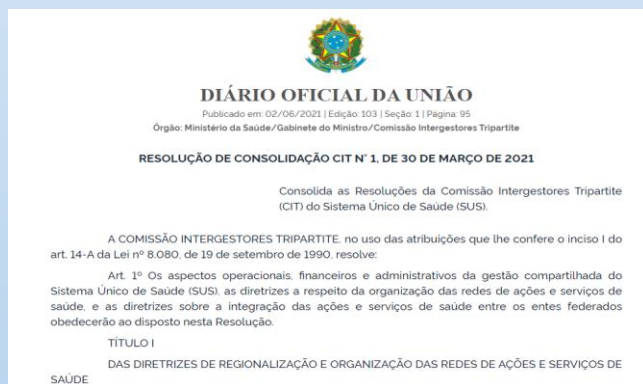 DIÁRIO OFICIAL DA UNIÃO
Publicado em: 02/06/2021 | Edição: 103 | Seção: 1 | Página: 95
Órgão: Ministério da Saúde/Gabinete do Ministro/Comissão Intergestores Tripartite
RESOLUÇÃO DE CONSOLIDAÇÃO CIT N° 1, DE 30 DE MARÇO DE 2021
Consolida as Resoluções da Comissão Intergestores Tripartite
(CIT) do Sistema Único de Saúde (SUS).
A COMISSÃO INTERGESTORES TRIPARTITE, no uso das atribuições que lhe confere o inciso I do
art. 14-A da Lei nº 8.080, de 19 de setembro de 1990, resolve:
Art. 1º Os aspectos operacionais, financeiros e administrativos da gestão compartilhada do
Sistema Único de Saúde (SUS), as diretrizes a respeito da organização das redes de ações e serviços de
saúde, e as diretrizes sobre a integração das ações e serviços de saúde entre os entes federados
obedecerão ao disposto nesta Resolução.
TÍTULO I
DAS DIRETRIZES DE REGIONALIZAÇÃO E ORGANIZAÇÃO DAS REDES DE AÇÕES E SERVIÇOS DE
SAÚDE